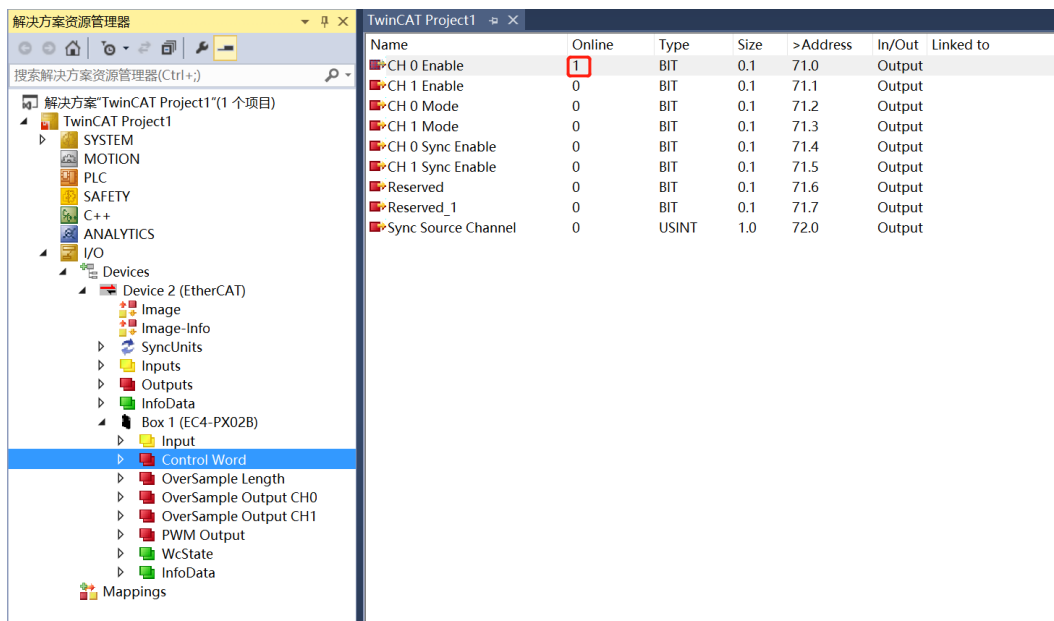 解决方案资源管理器
搜索解决方案资源管理器(Ctrl+;)
解决方案"TwinCAT Project1"(1 个项目)
TwinCAT Project1
SYSTEM
MOTION
PLC
SAFETY
C++
ANALYTICS
I/O
Devices
Device 2 (EtherCAT)
Image
Image-Info
SyncUnits
Inputs
Outputs
InfoData
Box 1 (EC4-PX02B)
Input
Control Word
OverSample Length
OverSample Output CH0
OverSample Output CH1
PWM Output
WcState
InfoData
Mappings
TwinCAT Project1
Name Online Type Size >Address In/Out Linked to
CH 0 Enable 1 BIT 0.1 71.0 Output
CH 1 Enable 0 BIT 0.1 71.1 Output
CH 0 Mode 0 BIT 0.1 71.2 Output
CH 1 Mode 0 BIT 0.1 71.3 Output
CH 0 Sync Enable 0 BIT 0.1 71.4 Output
CH 1 Sync Enable 0 BIT 0.1 71.5 Output
Reserved 0 BIT 0.1 71.6 Output
Reserved_1 0 BIT 0.1 71.7 Output
Sync Source Channel 0 USINT 1.0 72.0 Output